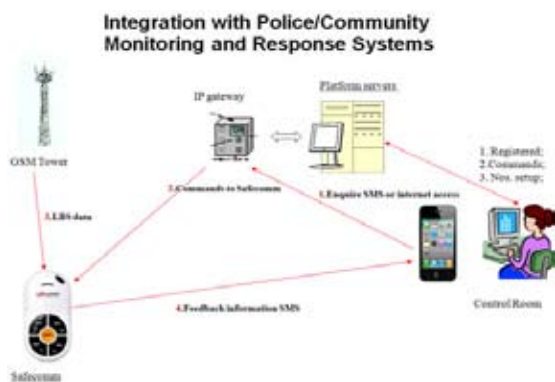 Integration with Police/Community
Monitoring and Response Systems
Platform servers
IP gateway
GSM Tower
1. Registered;
2.Commands;
3. Nos. setup;
2.Commands to Safecomm
1.Enquire SMS or internet access
3.LBS data
Control Room
4.Feedback information SMS
Safecomm